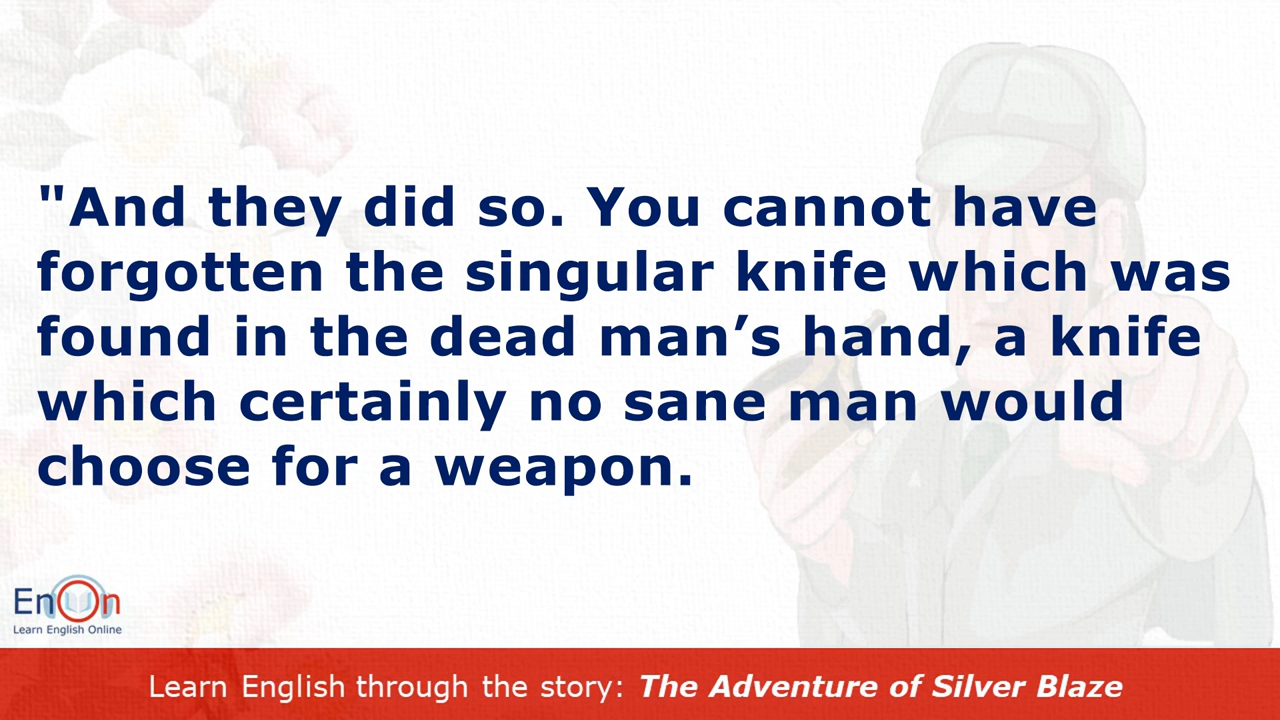 "And they did so. You cannot have
forgotten the singular knife which was
found in the dead man’s hand, a knife
which certainly no sane man would
choose for a weapon.
EnOn
Learn English Online
Learn English through the story: The Adventure of Silver Blaze